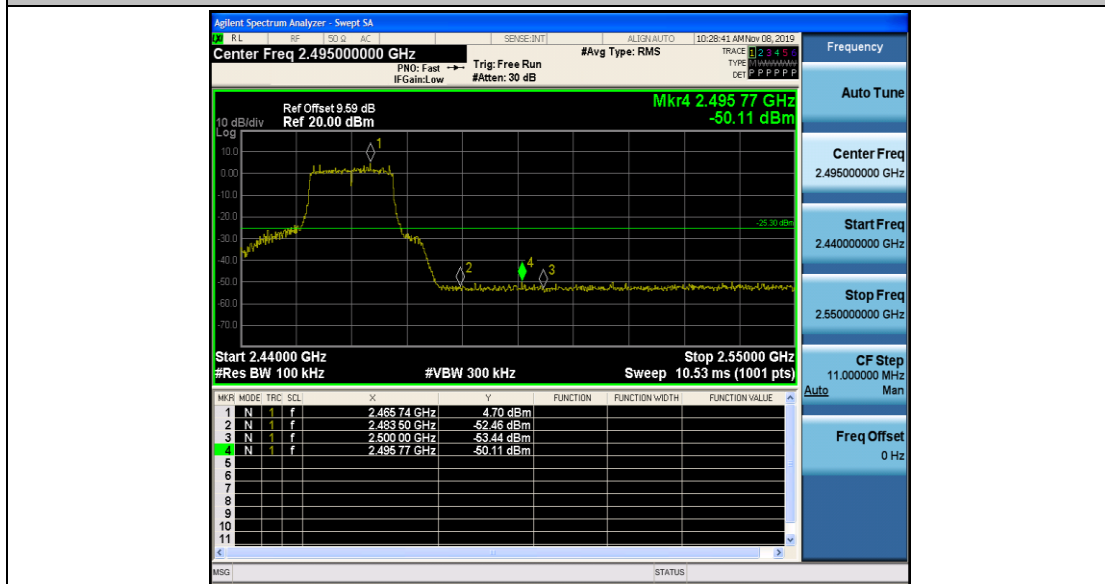 Agilent Spectrum Analyzer - Swept SA
RL RF 50 Ω AC SENSE:INT ALIGN AUTO 10:28:41 AM Nov 08, 2019
Center Freq 2.495000000 GHz #Avg Type: RMS TRACE 1 2 3 4 5 6
PNO: Fast Trig: Free Run TYPE M
IFGain:Low #Atten: 30 dB DET P P P P P P
Frequency
Auto Tune
Center Freq
2.495000000 GHz
Start Freq
2.440000000 GHz
Stop Freq
2.550000000 GHz
CF Step
11.000000 MHz
Auto Man
Freq Offset
0 Hz
Mkr4 2.495 77 GHz
-50.11 dBm
Ref Offset 9.59 dB
10 dB/div Ref 20.00 dBm
Log
10.0
0.00
-10.0
-20.0
-30.0
-40.0
-50.0
-60.0
-70.0
1
2
4
3
-25.30 dBm
Start 2.44000 GHz Stop 2.55000 GHz
#Res BW 100 kHz #VBW 300 kHz Sweep 10.53 ms (1001 pts)
MKR MODE TRC SCL X Y FUNCTION FUNCTION WIDTH FUNCTION VALUE
1 N 1 f 2.465 74 GHz 4.70 dBm
2 N 1 f 2.483 50 GHz -52.46 dBm
3 N 1 f 2.500 00 GHz -53.44 dBm
4 N 1 f 2.495 77 GHz -50.11 dBm
5
6
7
8
9
10
11
MSG STATUS